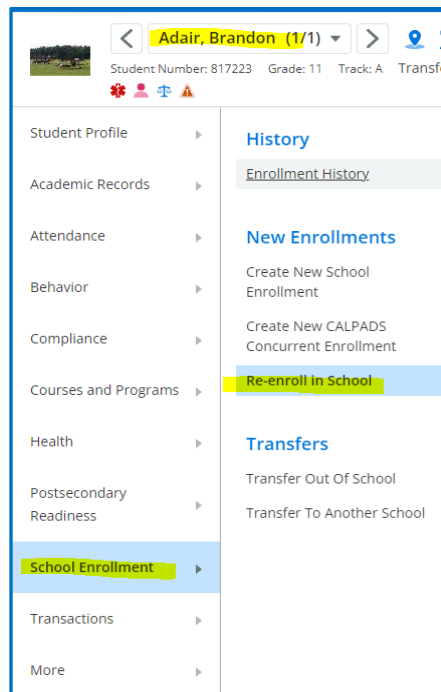 Adair, Brandon (1/1)
Student Number: 817223 Grade: 11 Track: A Transfe
Student Profile
Academic Records
Attendance
Behavior
Compliance
Courses and Programs
Health
Postsecondary
Readiness
School Enrollment
Transactions
More
History
Enrollment History
New Enrollments
Create New School
Enrollment
Create New CALPADS
Concurrent Enrollment
Re-enroll in School
Transfers
Transfer Out Of School
Transfer To Another School